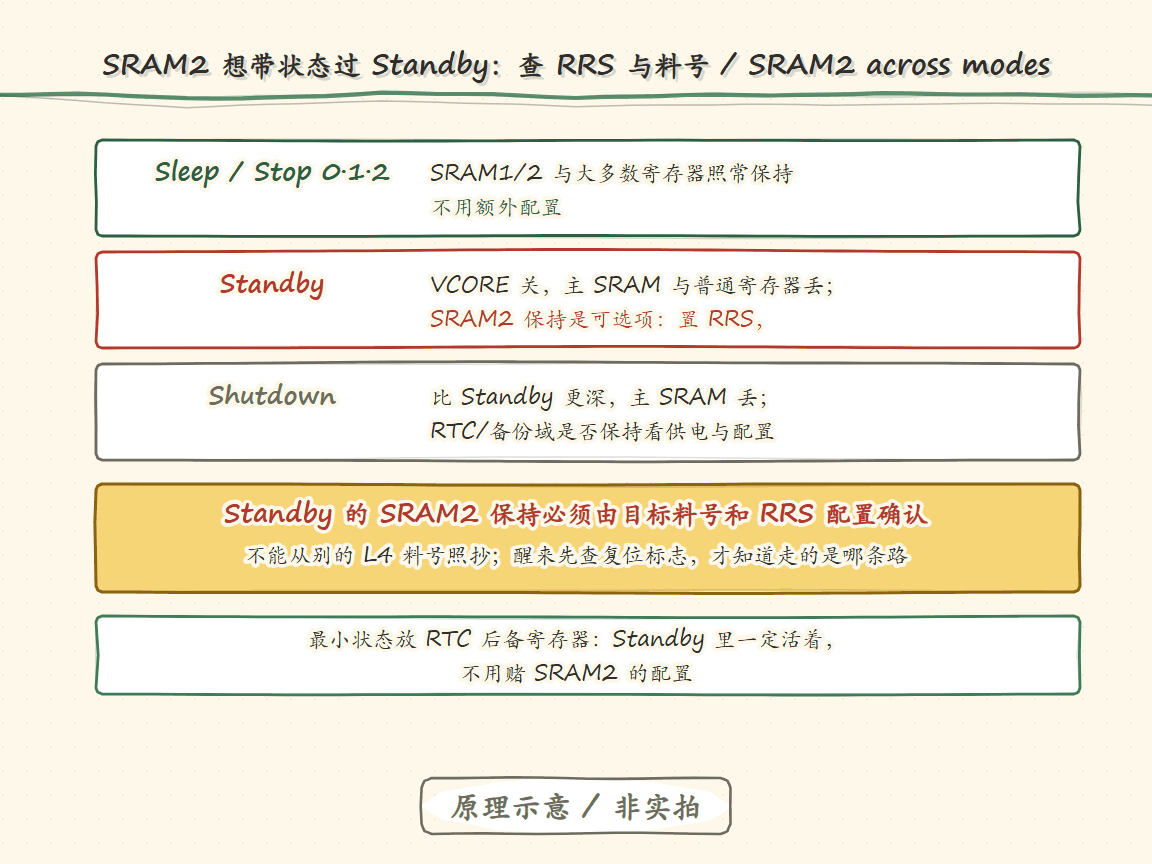 SRAM2 想带状态过 Standby：查 RRS 与料号 / SRAM2 across modes
Sleep / Stop 0·1·2
SRAM1/2 与大多数寄存器照常保持
不用额外配置
Standby
VCORE 关，主 SRAM 与普通寄存器丢；
SRAM2 保持是可选项：置 RRS，
Shutdown
比 Standby 更深，主 SRAM 丢；
RTC/备份域是否保持看供电与配置
Standby 的 SRAM2 保持必须由目标料号和 RRS 配置确认
不能从别的 L4 料号照抄；醒来先查复位标志，才知道走的是哪条路
最小状态放 RTC 后备寄存器：Standby 里一定活着，
不用赌 SRAM2 的配置
原理示意 / 非实拍